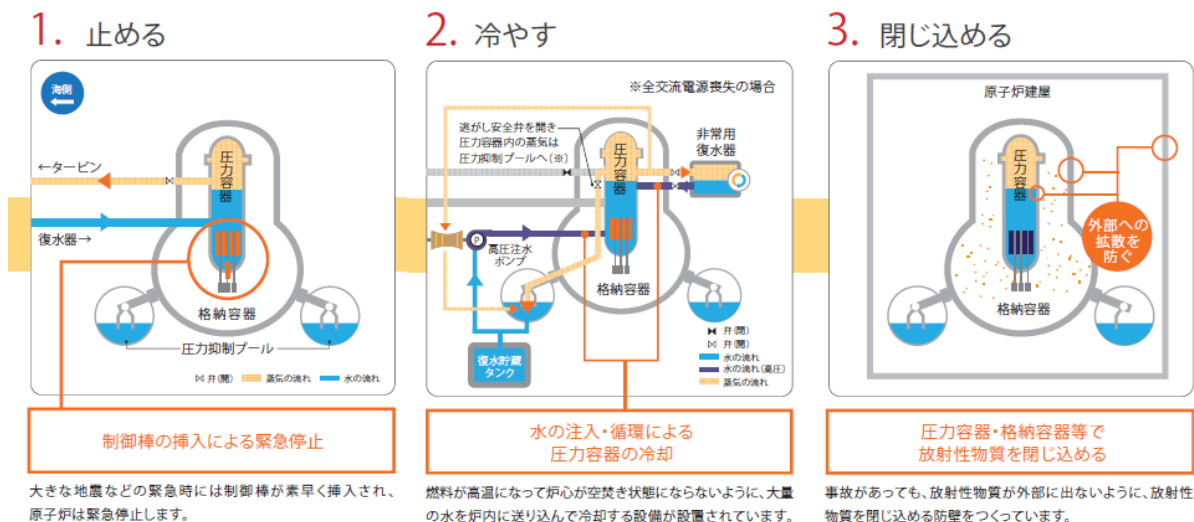 1. 止める
海側
←タービン
復水器→
圧力容器
格納容器
圧力抑制プール
弁(開) 蒸気の流れ 水の流れ
制御棒の挿入による緊急停止
大きな地震などの緊急時には制御棒が素早く挿入され、
原子炉は緊急停止します。
2. 冷やす
※全交流電源喪失の場合
逃がし安全弁を開き
圧力容器内の蒸気は
圧力抑制プールへ(※)
非常用
復水器
圧力容器
P
高圧注水
ポンプ
格納容器
復水貯蔵
タンク
弁(閉)
弁(開)
水の流れ
水の流れ(高圧)
蒸気の流れ
水の注入・循環による
圧力容器の冷却
燃料が高温になって炉心が空焚き状態にならないように、大量
の水を炉内に送り込んで冷却する設備が設置されています。
3. 閉じ込める
原子炉建屋
圧力容器
外部への
拡散を
防ぐ
格納容器
圧力容器・格納容器等で
放射性物質を閉じ込める
事故があっても、放射性物質が外部に出ないように、放射性
物質を閉じ込める防壁をつくっています。